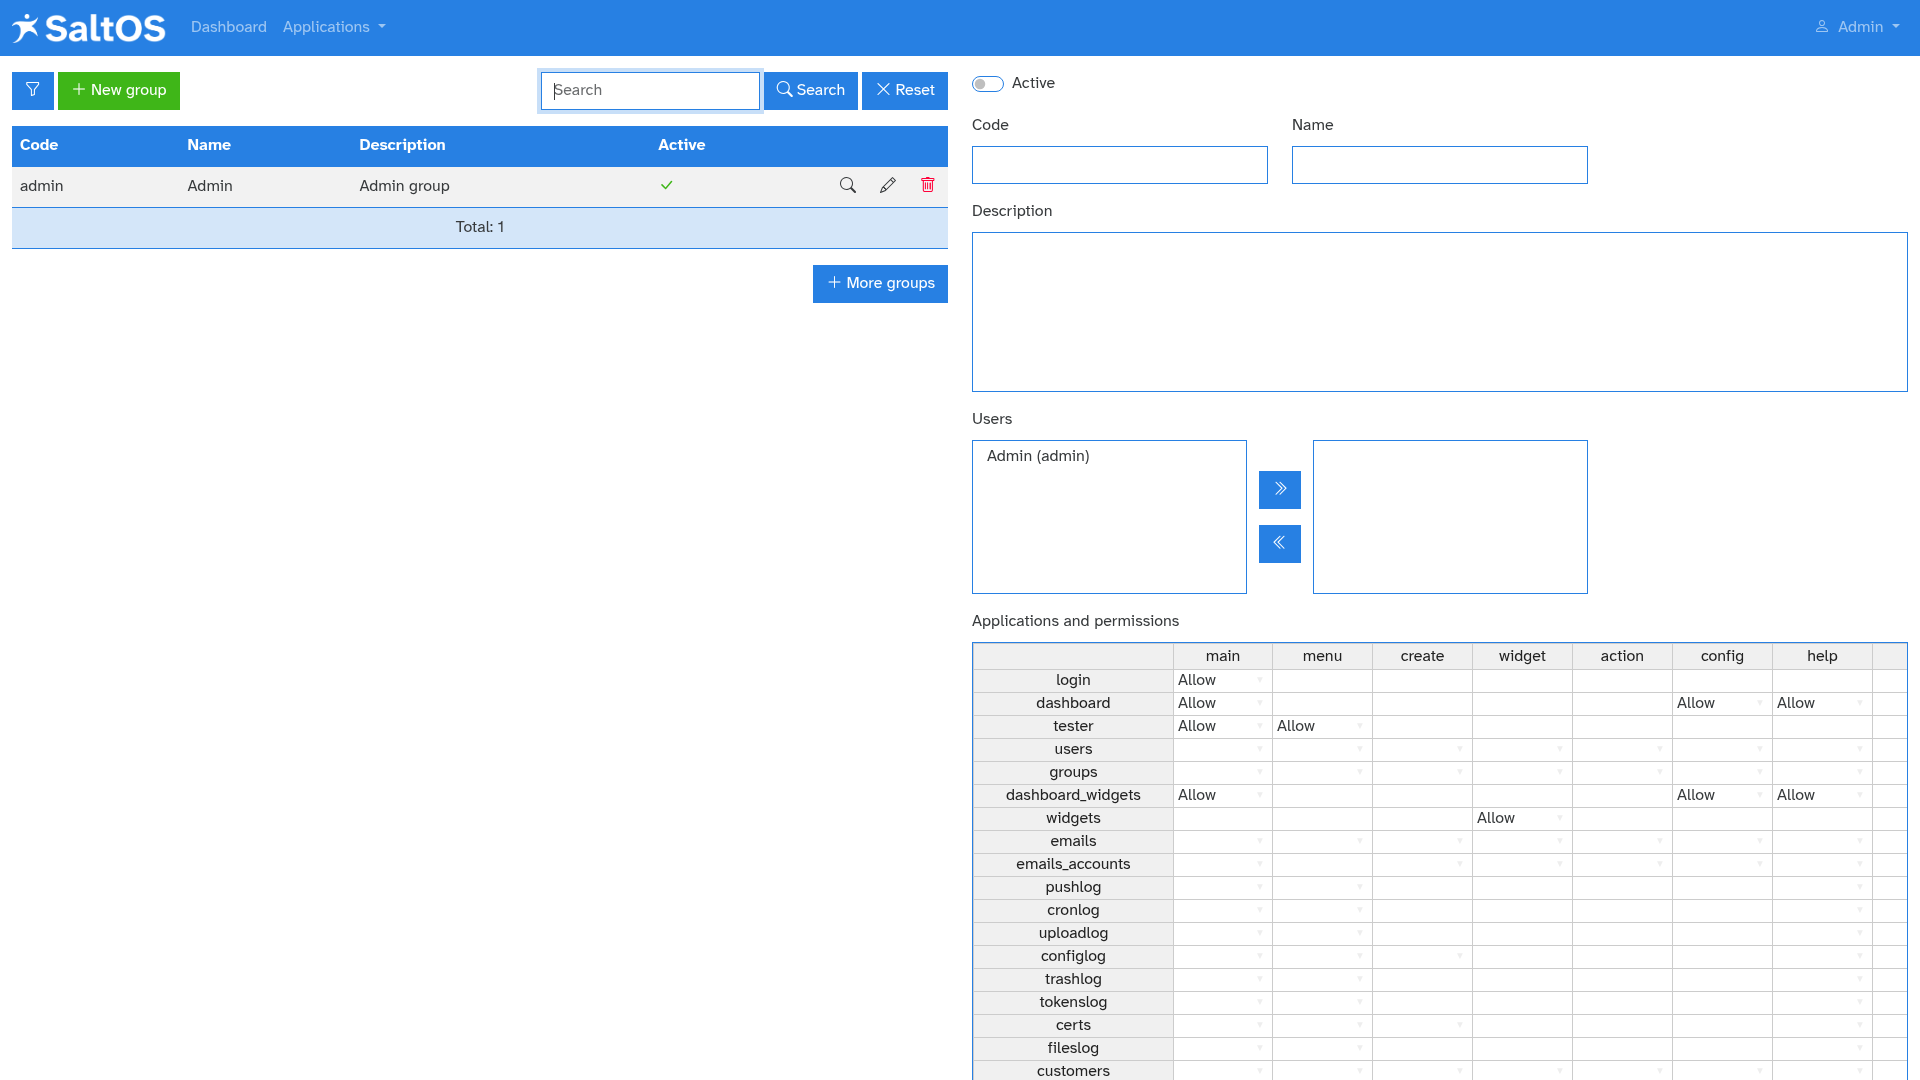 SaltOS Dashboard Applications Admin
New group Search Search Reset
Code Name Description Active
admin Admin Admin group
Total: 1
More groups
Active
Code Name
Description
Users
Admin (admin)
Applications and permissions
main menu create widget action config help
login Allow
dashboard Allow Allow Allow
tester Allow Allow
users
groups
dashboard_widgets Allow Allow Allow
widgets Allow
emails
emails_accounts
pushlog
cronlog
uploadlog
configlog
trashlog
tokenslog
certs
fileslog
customers